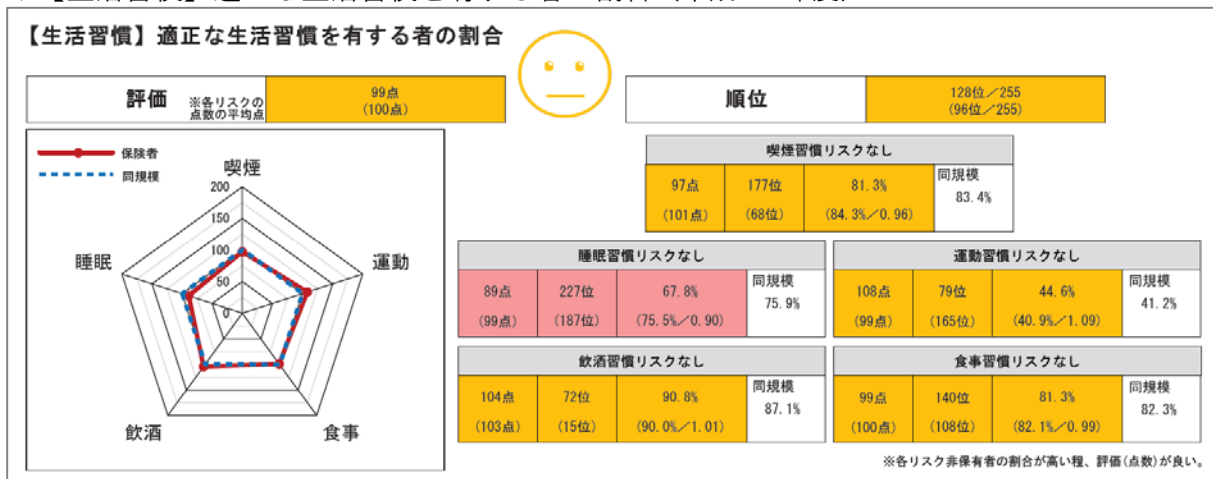 【生活習慣】適正な生活習慣を有する者の割合
評価 ※各リスクの点数の平均点
99点
(100点)
順位
128位／255
(96位／255)
保険者
同規模
喫煙
運動
食事
飲酒
睡眠
200
150
100
50
0
喫煙習慣リスクなし
97点 177位 81.3% 同規模 83.4%
(101点) (68位) (84.3%／0.96)
睡眠習慣リスクなし
89点 227位 67.8% 同規模 75.9%
(99点) (187位) (75.5%／0.90)
運動習慣リスクなし
108点 79位 44.6% 同規模 41.2%
(99点) (165位) (40.9%／1.09)
飲酒習慣リスクなし
104点 72位 90.8% 同規模 87.1%
(103点) (15位) (90.0%／1.01)
食事習慣リスクなし
99点 140位 81.3% 同規模 82.3%
(100点) (108位) (82.1%／0.99)
※各リスク非保有者の割合が高い程、評価(点数)が良い。